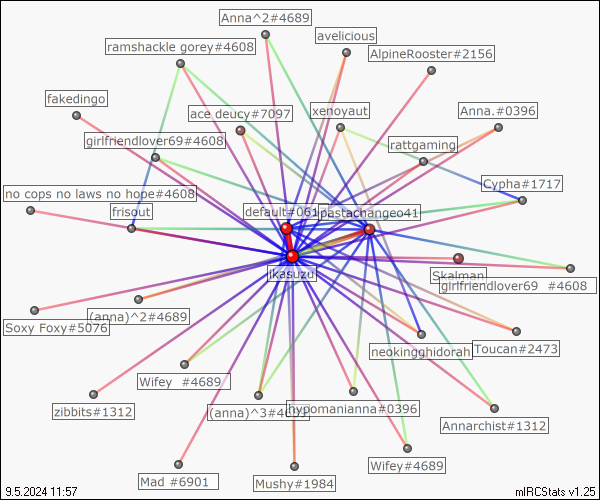 Anna^2#4689
avelicious
ramshackle gorey#4608
AlpineRooster#2156
fakedingo
ace deucy#7097
xenoyaut
Anna.#0396
girlfriendlover69#4608
rattgaming
no cops no laws no hope#4608
Cypha#1717
frisout
default#061
pastachangeo41
jkasuzu
Skalman
girlfriendlover69 #4608
(anna)^2#4689
Soxy Foxy#5076
neokingghidorah
Toucan#2473
Wifey #4689
zibbits#1312
(anna)^3#4689
hypomanianna#0396
Annarchist#1312
Wifey#4689
Mad #6901
Mushy#1984
9.5.2024 11:57
mIRCStats v1.25